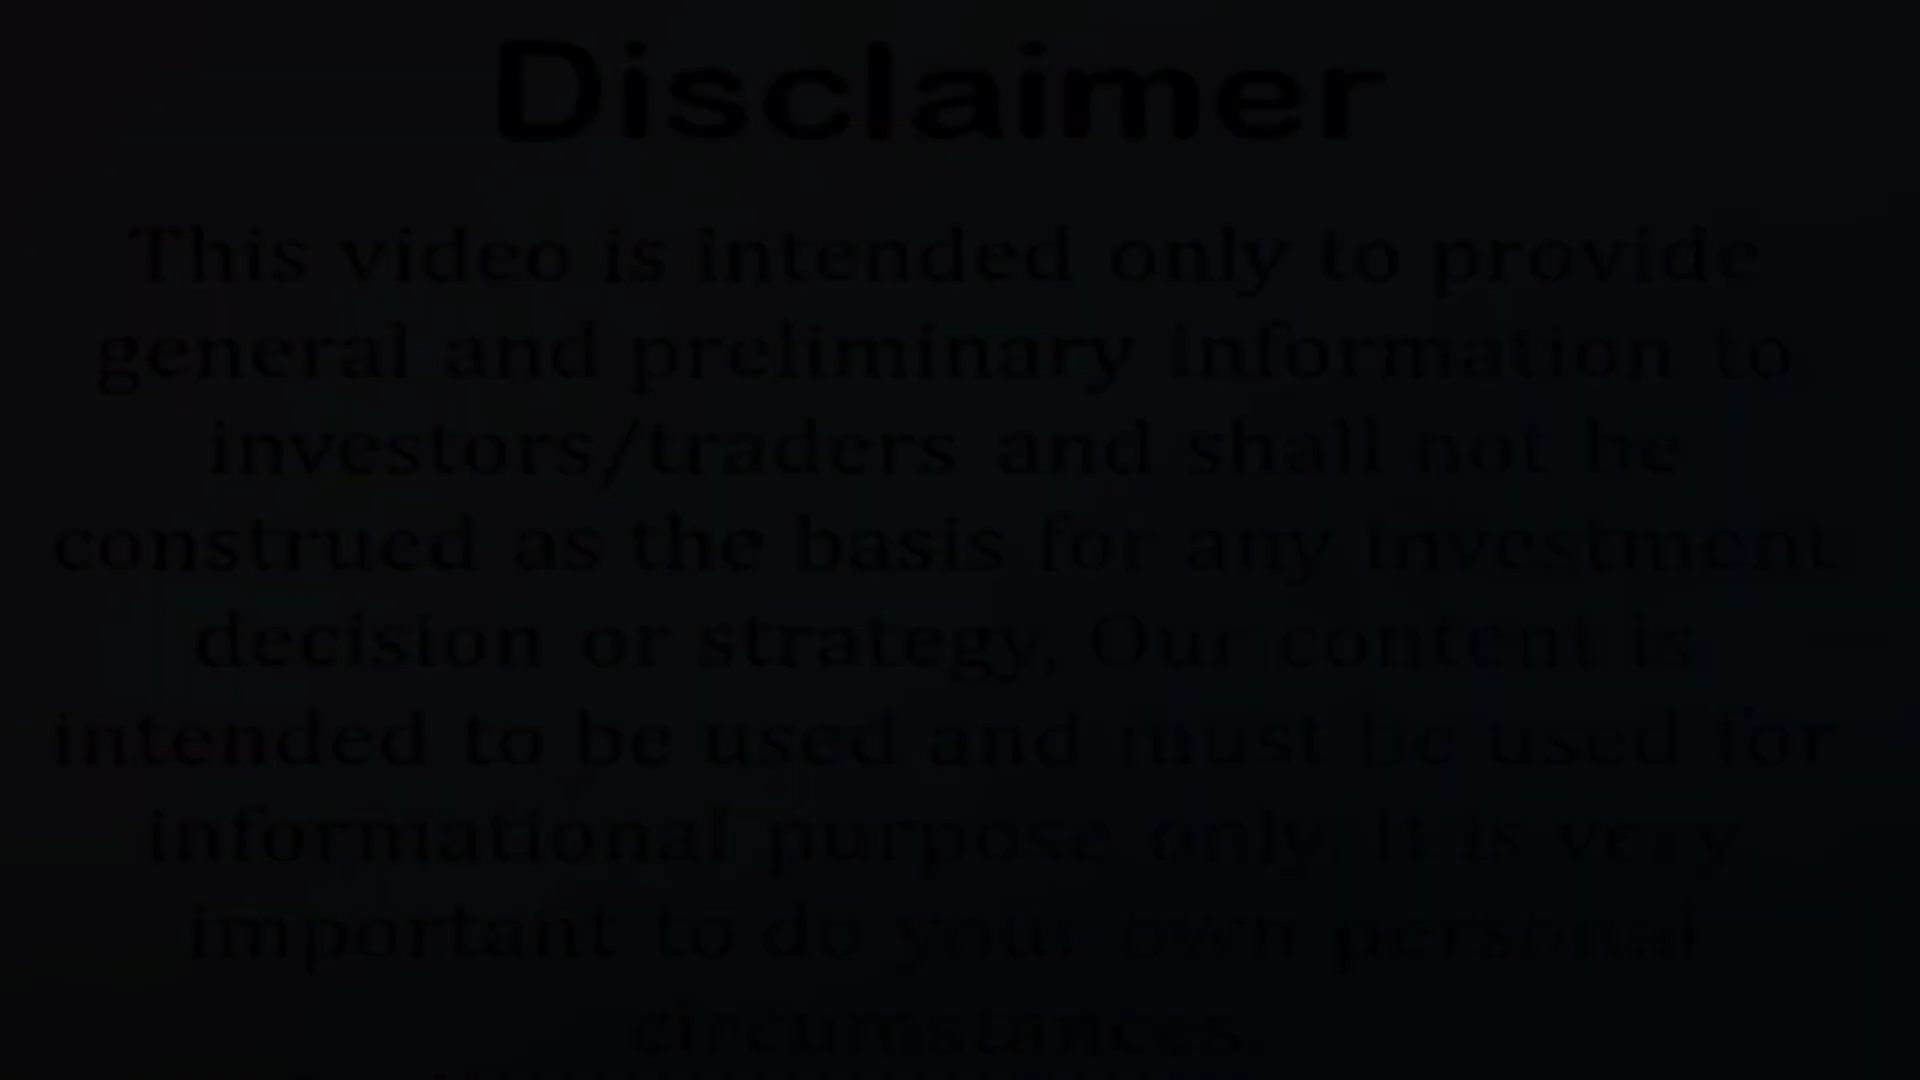 Disclaimer
This video is intended only to provide
general and preliminary information to
investors/traders and shall not be
construed as the basis for any investment
decision or strategy, Our content is
intended to be used and must be used for
informational purpose only. It is very
important to do your own personal
circumstances.